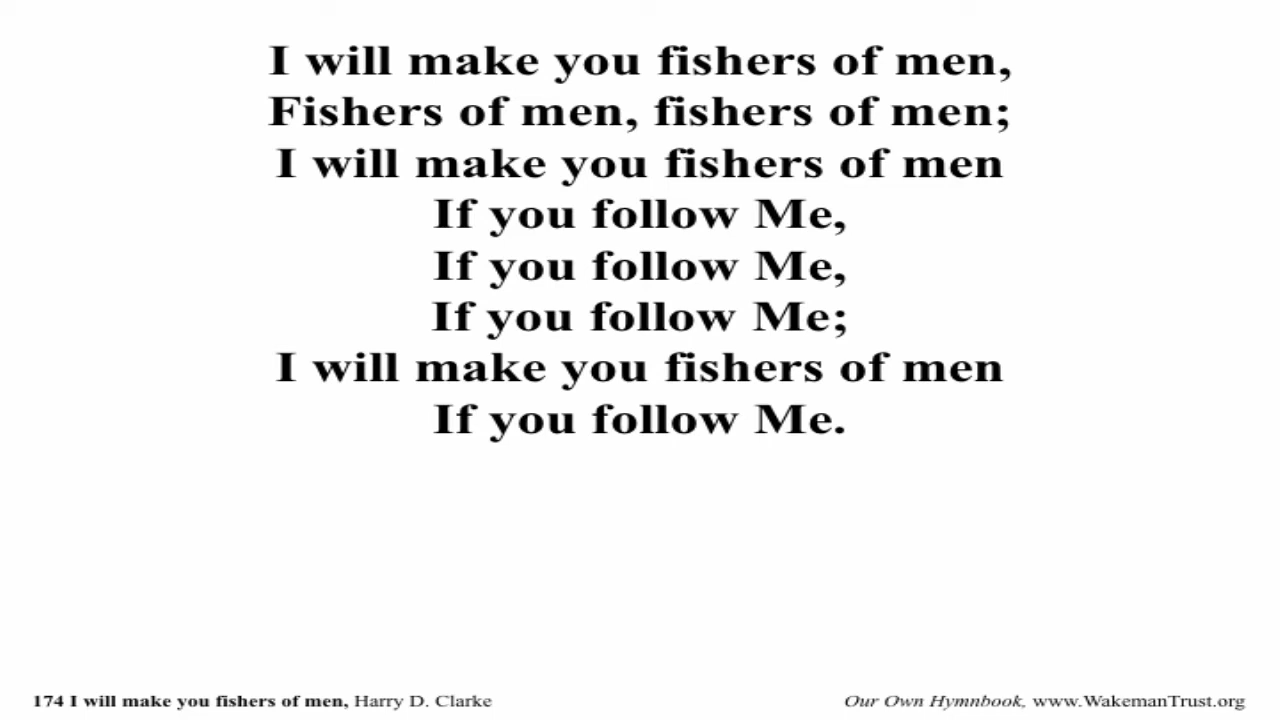 I will make you fishers of men,
Fishers of men, fishers of men;
I will make you fishers of men
If you follow Me,
If you follow Me,
If you follow Me;
I will make you fishers of men
If you follow Me.
174 I will make you fishers of men, Harry D. Clarke
Our Own Hymnbook, www.WakemanTrust.org